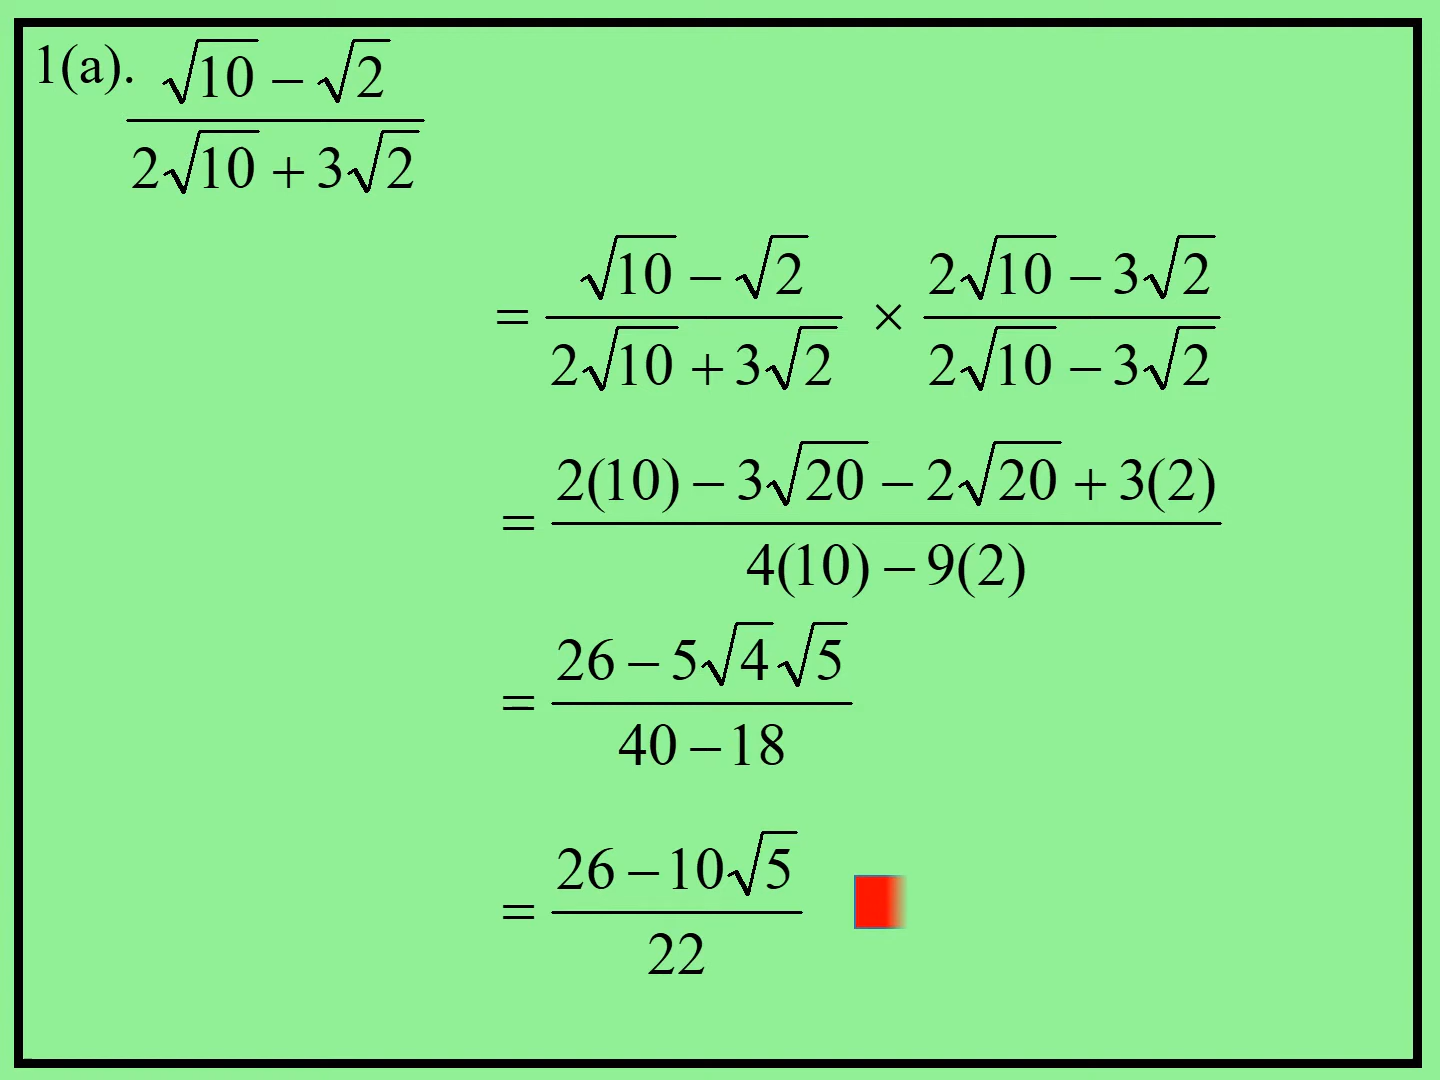 1(a). (√10 − √2) / (2√10 + 3√2)
= (√10 − √2) / (2√10 + 3√2) × (2√10 − 3√2) / (2√10 − 3√2)
= (2(10) − 3√20 − 2√20 + 3(2)) / (4(10) − 9(2))
= (26 − 5√4√5) / (40 − 18)
= (26 − 10√5) / 22